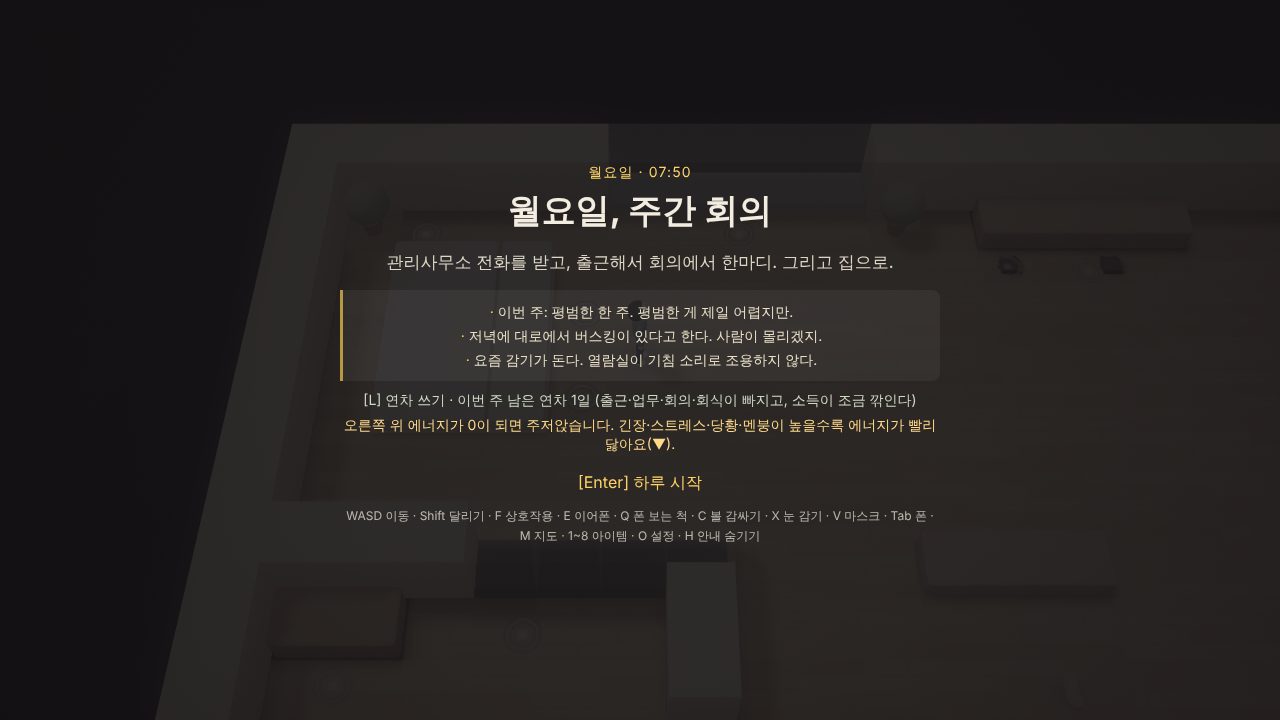 월요일 · 07:50
월요일, 주간 회의
관리사무소 전화를 받고, 출근해서 회의에서 한마디. 그리고 집으로.
· 이번 주: 평범한 한 주. 평범한 게 제일 어렵지만.
· 저녁에 대로에서 버스킹이 있다고 한다. 사람이 몰리겠지.
· 요즘 감기가 돈다. 열람실이 기침 소리로 조용하지 않다.
[L] 연차 쓰기 · 이번 주 남은 연차 1일 (출근·업무·회의·회식이 빠지고, 소득이 조금 깎인다)
오른쪽 위 에너지가 0이 되면 주저앉습니다. 긴장·스트레스·당황·멘붕이 높을수록 에너지가 빨리
닳아요(▼).
[Enter] 하루 시작
WASD 이동 · Shift 달리기 · F 상호작용 · E 이어폰 · Q 폰 보는 척 · C 볼 감싸기 · X 눈 감기 · V 마스크 · Tab 폰 ·
M 지도 · 1~8 아이템 · O 설정 · H 안내 숨기기